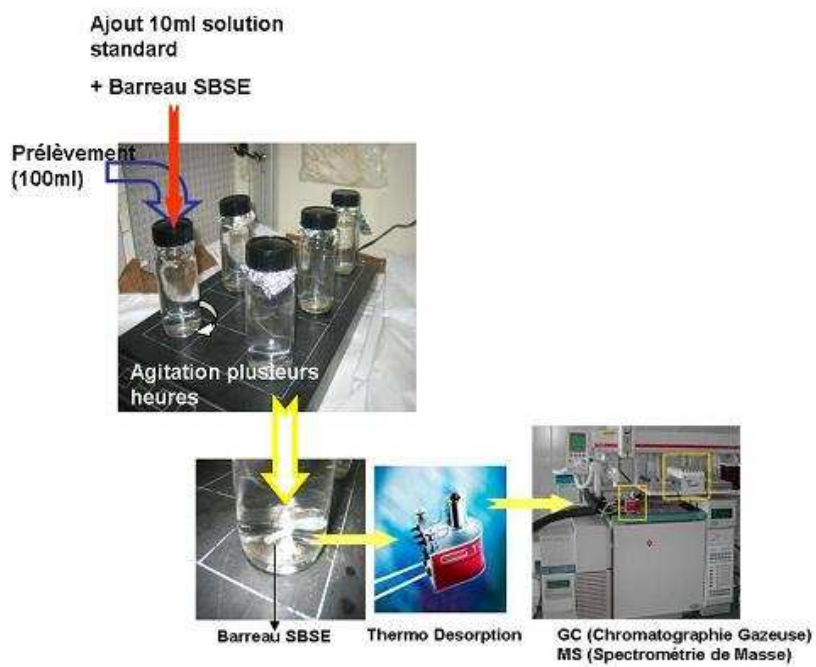 Ajout 10ml solution
standard
+ Barreau SBSE
Prélèvement
(100ml)
Agitation plusieurs
heures
Barreau SBSE
Thermo Desorption
GC (Chromatographie Gazeuse)
MS (Spectrométrie de Masse)